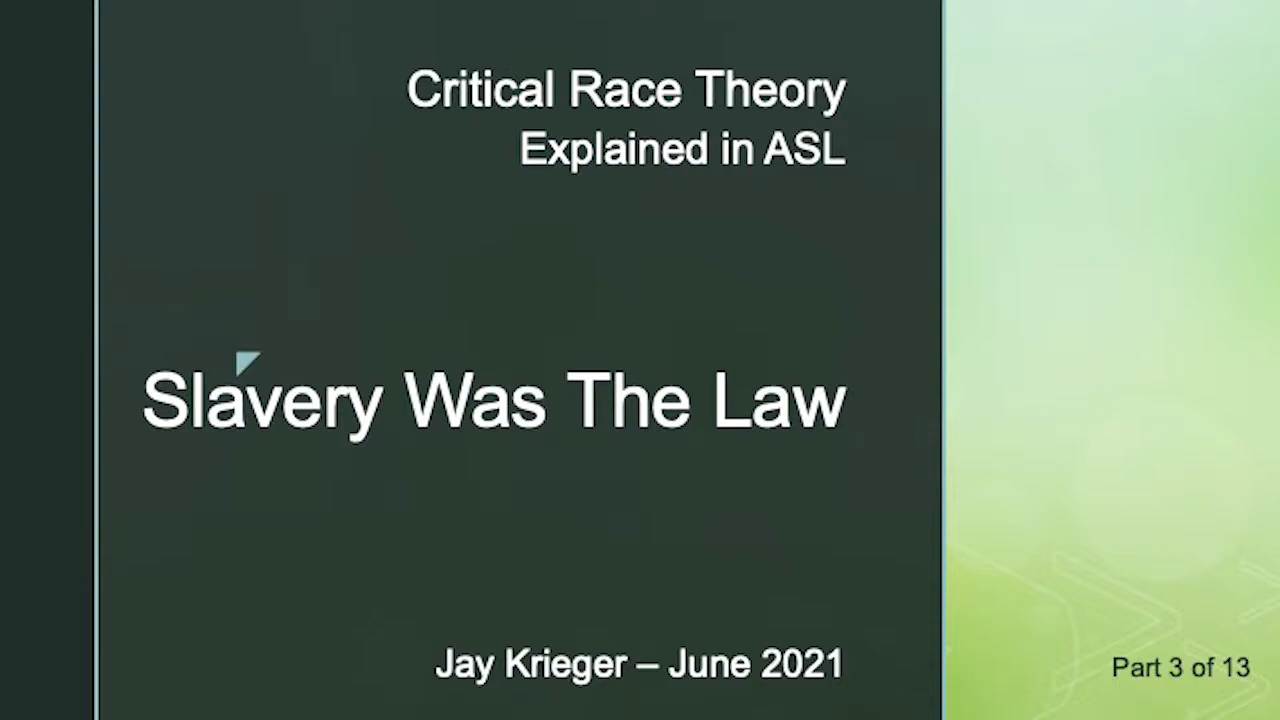 Critical Race Theory
Explained in ASL
Slavery Was The Law
Jay Krieger – June 2021
Part 3 of 13